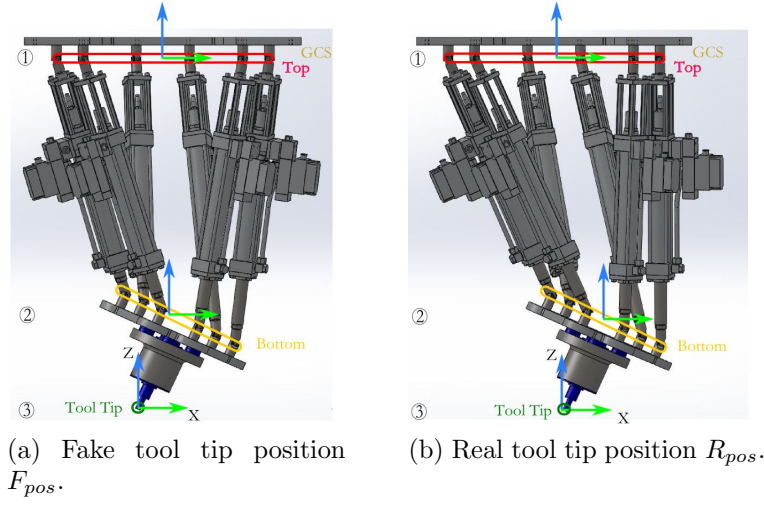 ① GCS
Top
② Bottom
Z
③ Tool Tip X
① GCS
Top
② Bottom
Z
③ Tool Tip X
(a) Fake tool tip position
F_pos.
(b) Real tool tip position R_pos.